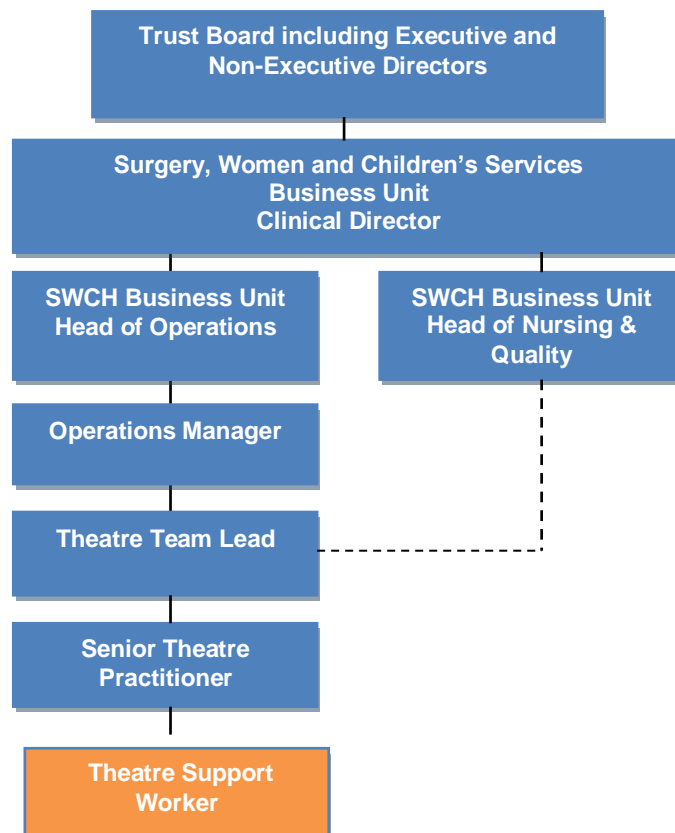 Trust Board including Executive and
Non-Executive Directors
Surgery, Women and Children's Services
Business Unit
Clinical Director
SWCH Business Unit
Head of Operations
SWCH Business Unit
Head of Nursing &
Quality
Operations Manager
Theatre Team Lead
Senior Theatre
Practitioner
Theatre Support
Worker